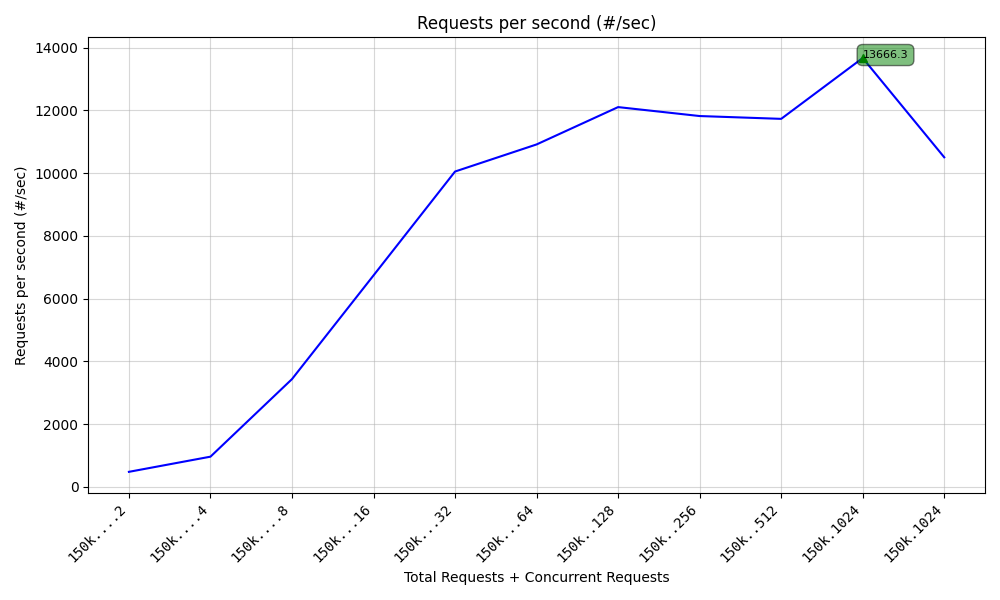 Requests per second (#/sec)
Requests per second (#/sec)
14000
12000
10000
8000
6000
4000
2000
0
13666.3
150k....2
150k....4
150k....8
150k...16
150k...32
150k...64
150k..128
150k..256
150k..512
150k.1024
150k.1024
Total Requests + Concurrent Requests